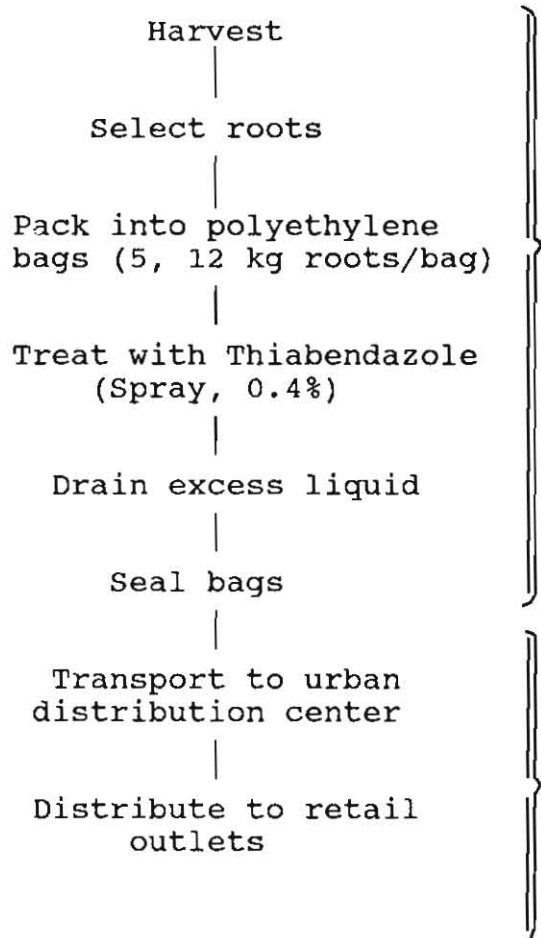 Harvest
Select roots
Pack into polyethylene
bags (5, 12 kg roots/bag)
Treat with Thiabendazole
(Spray, 0.4%)
Drain excess liquid
Seal bags
Transport to urban
distribution center
Distribute to retail
outlets